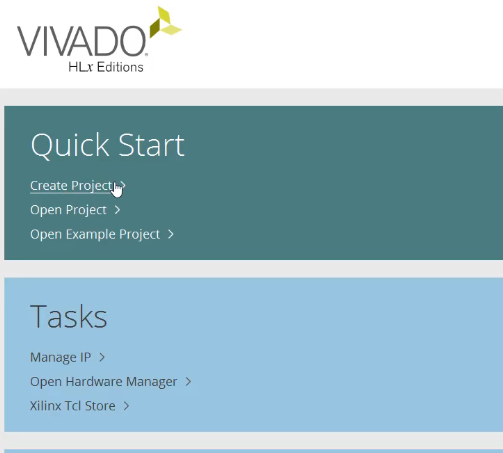 VIVADO®
HLx Editions
Quick Start
Create Project >
Open Project >
Open Example Project >
Tasks
Manage IP >
Open Hardware Manager >
Xilinx Tcl Store >